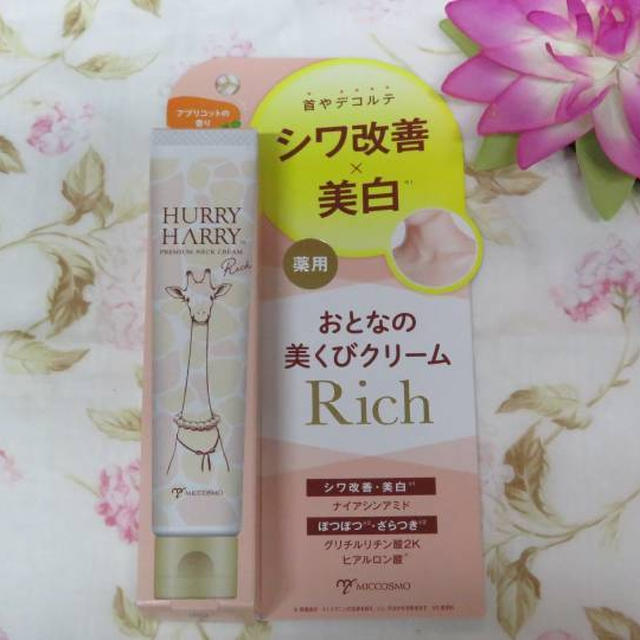 アプリコットの
香り
HURRY
HARRY
PREMIUM NECK CREAM
Rich
MICCOSMO
首やデコルテ
シワ改善
×
美白※1
薬用
おとなの
美くびクリーム
Rich
シワ改善・美白※1
ナイアシンアミド
ぽつぽつ※2・ざらつき※2
グリチルリチン酸2K
ヒアルロン酸
MICCOSMO